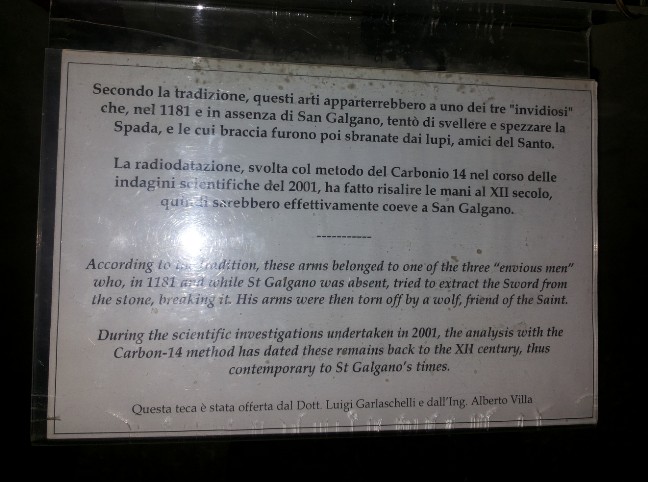 Secondo la tradizione, questi arti apparterrebbero a uno dei tre "invidiosi"
che, nel 1181 e in assenza di San Galgano, tentò di svellere e spezzare la
Spada, e le cui braccia furono poi sbranate dai lupi, amici del Santo.
La radiodatazione, svolta col metodo del Carbonio 14 nel corso delle
indagini scientifiche del 2001, ha fatto risalire le mani al XII secolo,
quindi sarebbero effettivamente coeve a San Galgano.
-----------
According to the tradition, these arms belonged to one of the three "envious men"
who, in 1181 and while St Galgano was absent, tried to extract the Sword from
the stone, breaking it. His arms were then torn off by a wolf, friend of the Saint.
During the scientific investigations undertaken in 2001, the analysis with the
Carbon-14 method has dated these remains back to the XII century, thus
contemporary to St Galgano's times.
Questa teca è stata offerta dal Dott. Luigi Garlaschelli e dall'Ing. Alberto Villa